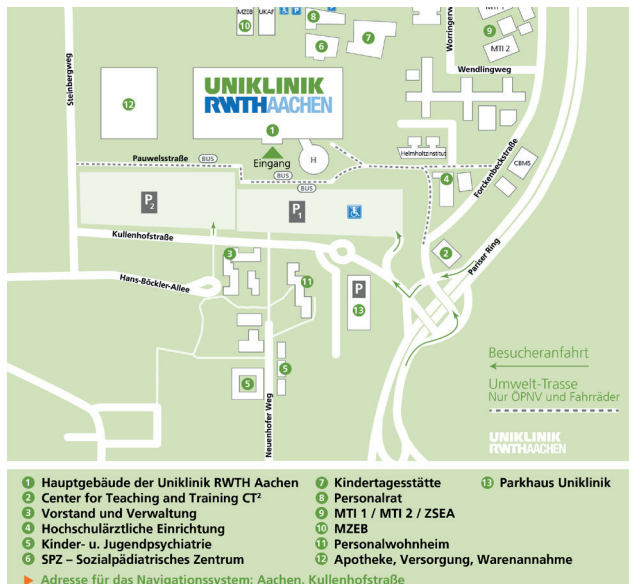 MZEB
UKAF
P
8
10
6
7
9
MTI 1
MTI 2
Steinbergweg
Worringerw
Wendlingweg
12
UNIKLINIK
RWTHAACHEN
1
Eingang
H
Pauwelsstraße
BUS
BUS
BUS
Helmholtzinstitut
CBMS
Forckenbeckstraße
4
P2
P1
Kullenhofstraße
2
Pariser Ring
3
Hans-Böckler-Allee
11
P
13
5
5
Neuenhofer Weg
Besucheranfahrt
Umwelt-Trasse
Nur ÖPNV und Fahrräder
UNIKLINIK
RWTHAACHEN
1 Hauptgebäude der Uniklinik RWTH Aachen
2 Center for Teaching and Training CT²
3 Vorstand und Verwaltung
4 Hochschulärztliche Einrichtung
5 Kinder- u. Jugendpsychiatrie
6 SPZ – Sozialpädiatrisches Zentrum
7 Kindertagesstätte
8 Personalrat
9 MTI 1 / MTI 2 / ZSEA
10 MZEB
11 Personalwohnheim
12 Apotheke, Versorgung, Warenannahme
13 Parkhaus Uniklinik
Adresse für das Navigationssystem: Aachen, Kullenhofstraße